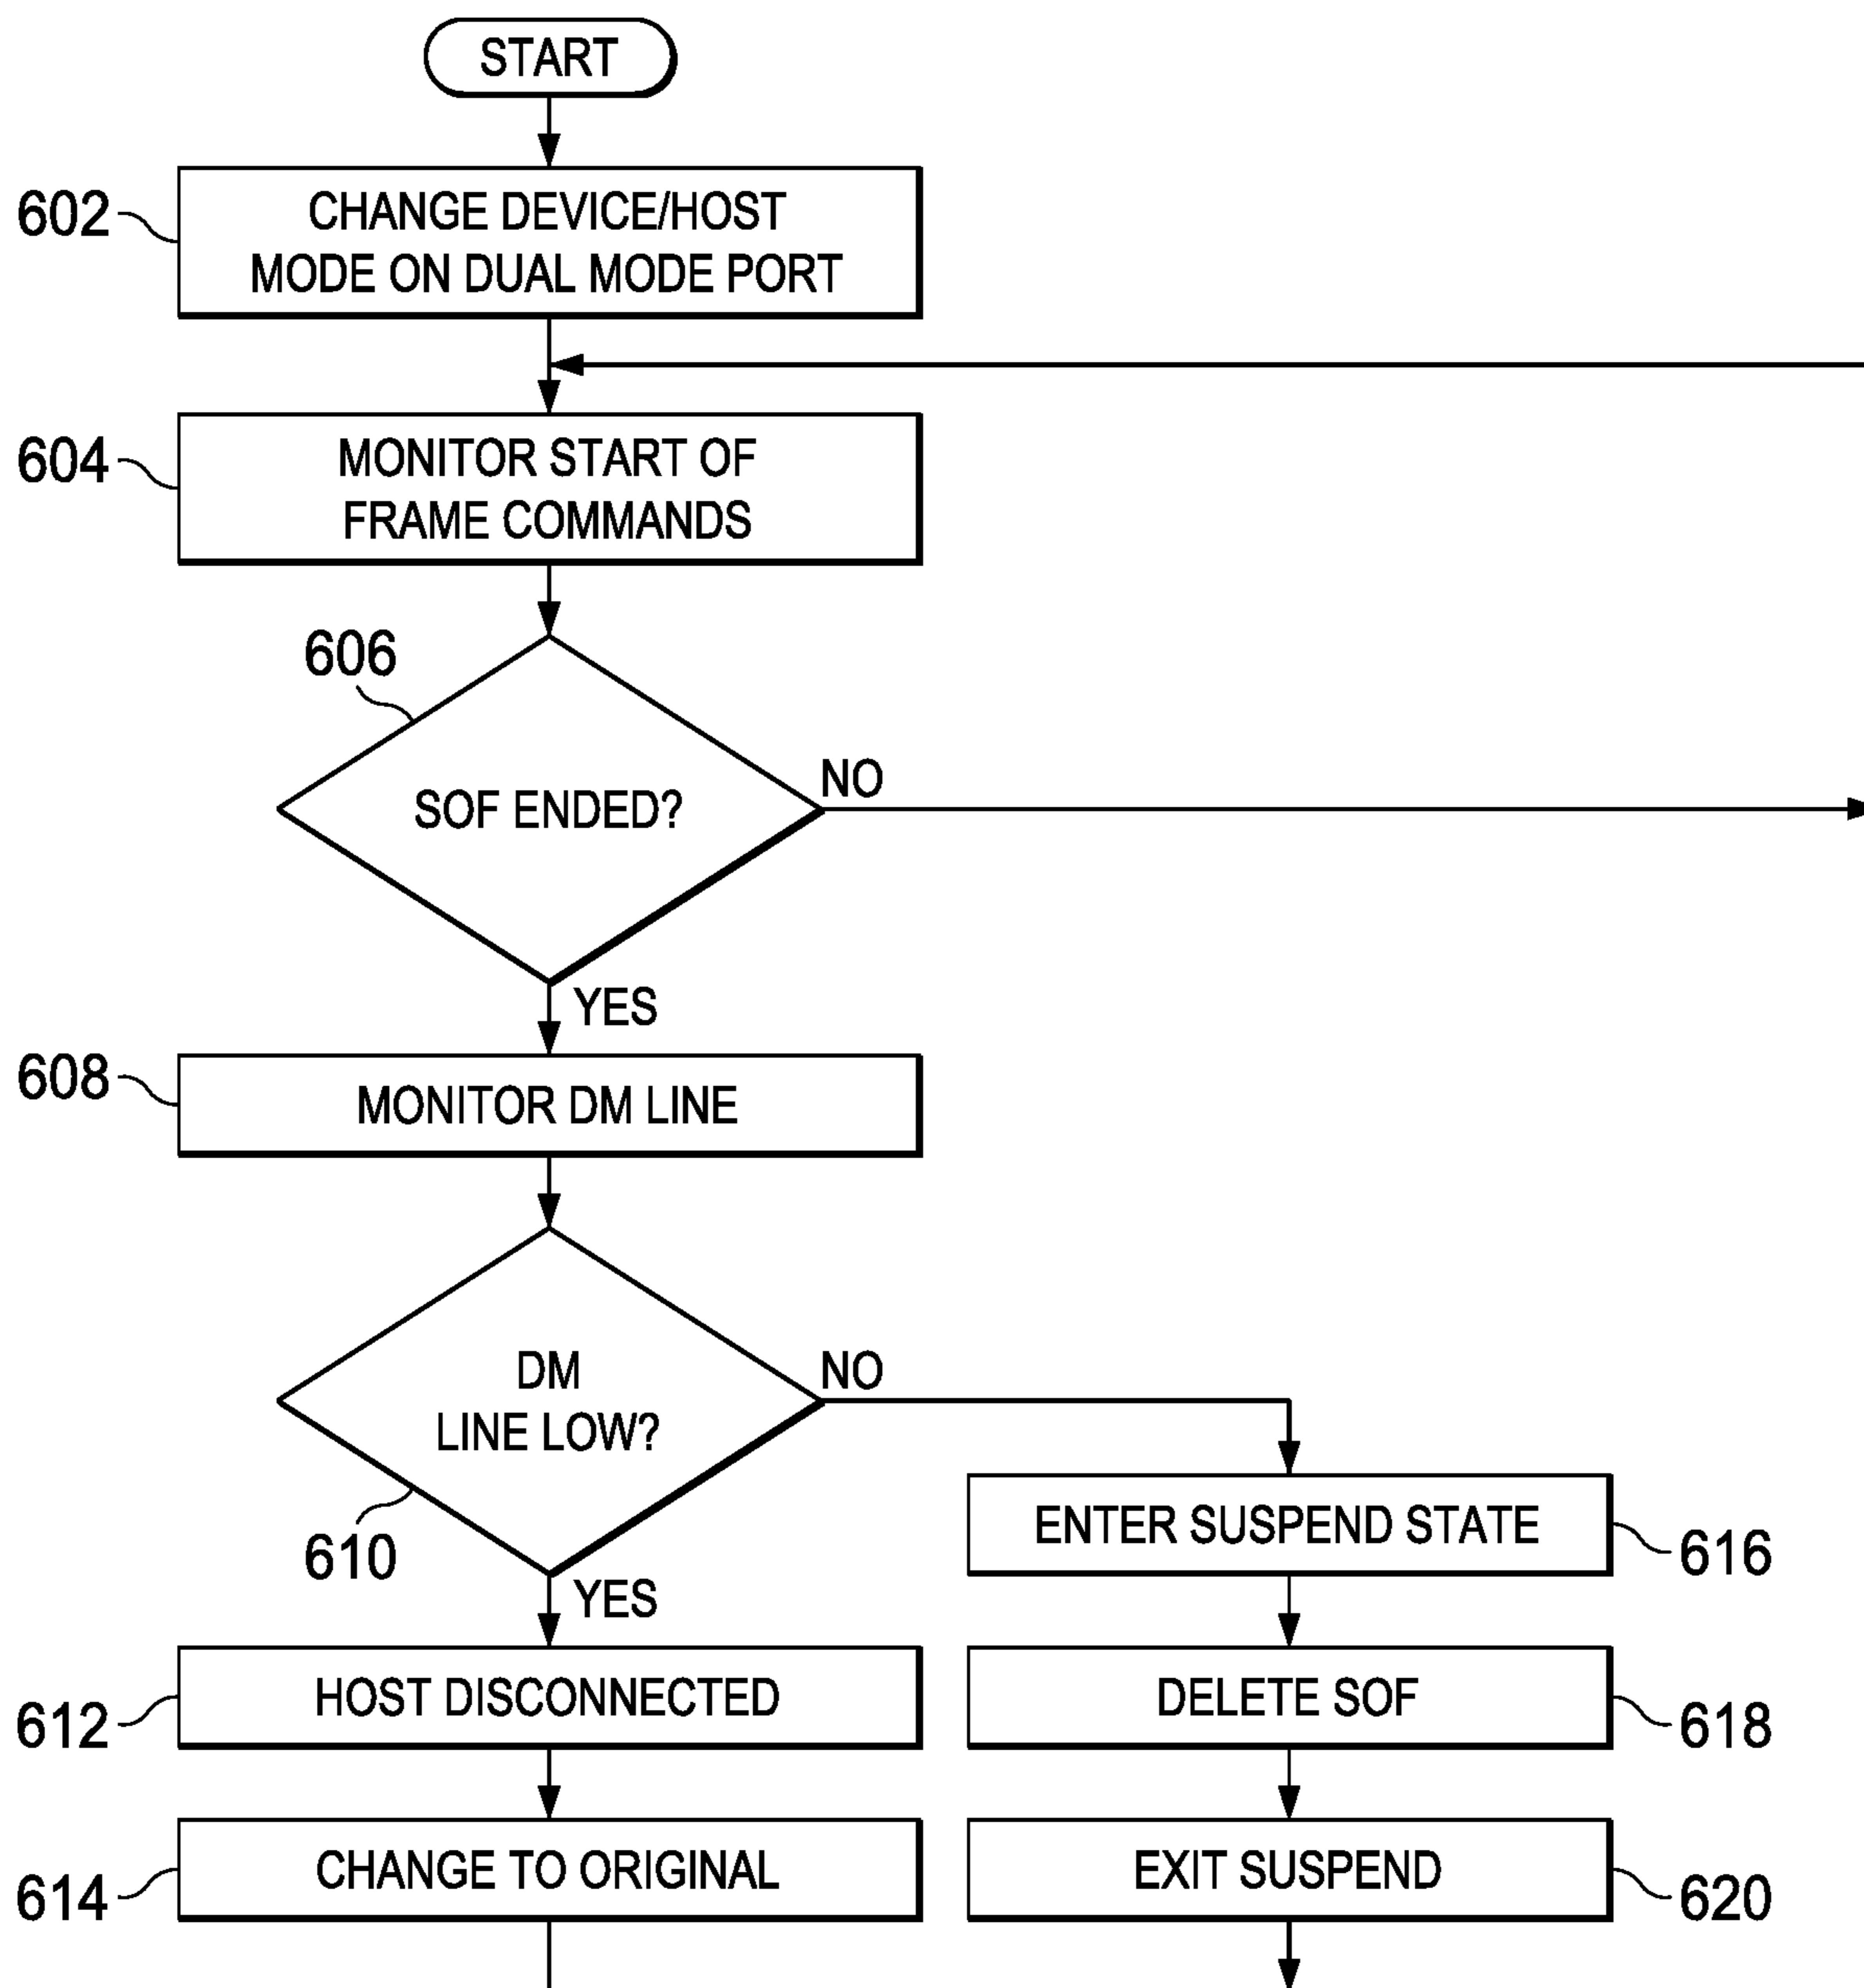 START
602
CHANGE DEVICE/HOST
MODE ON DUAL MODE PORT
604
MONITOR START OF
FRAME COMMANDS
606
SOF ENDED?
NO
YES
608
MONITOR DM LINE
DM
LINE LOW?
NO
610
YES
ENTER SUSPEND STATE
616
612
HOST DISCONNECTED
DELETE SOF
618
614
CHANGE TO ORIGINAL
EXIT SUSPEND
620